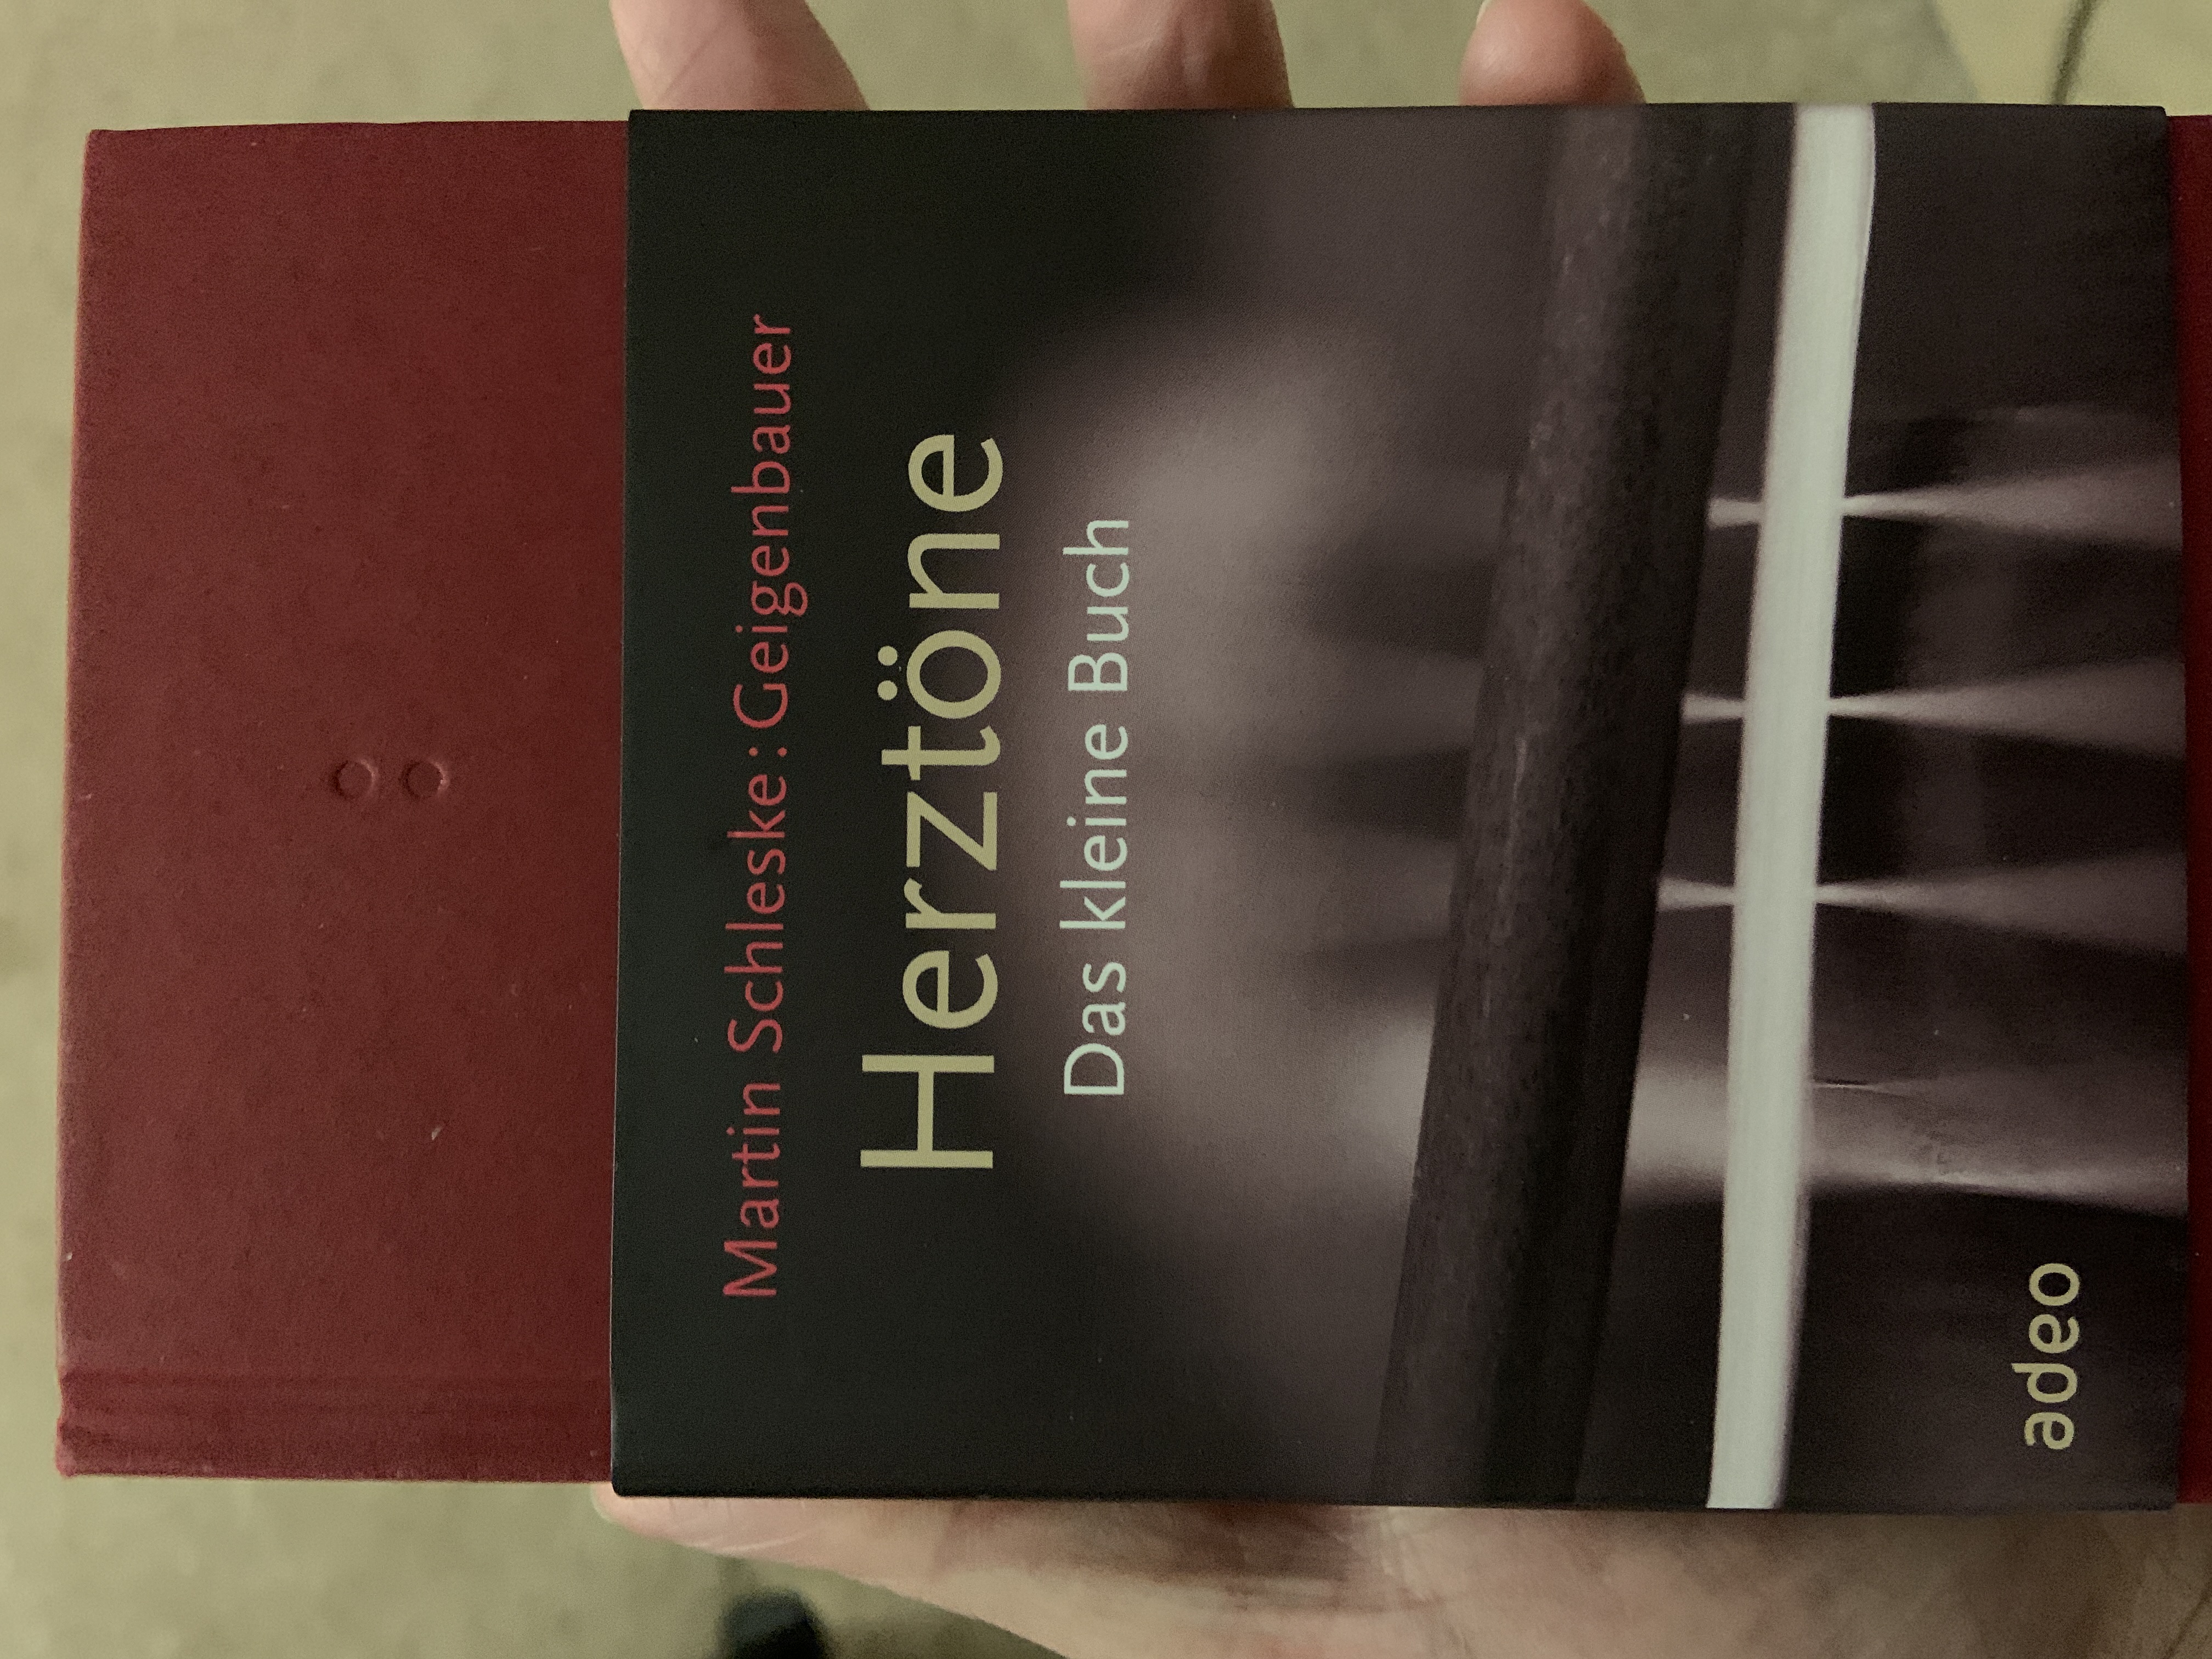 Martin Schleske : Geigenbauer
Herztöne
Das kleine Buch
adeo